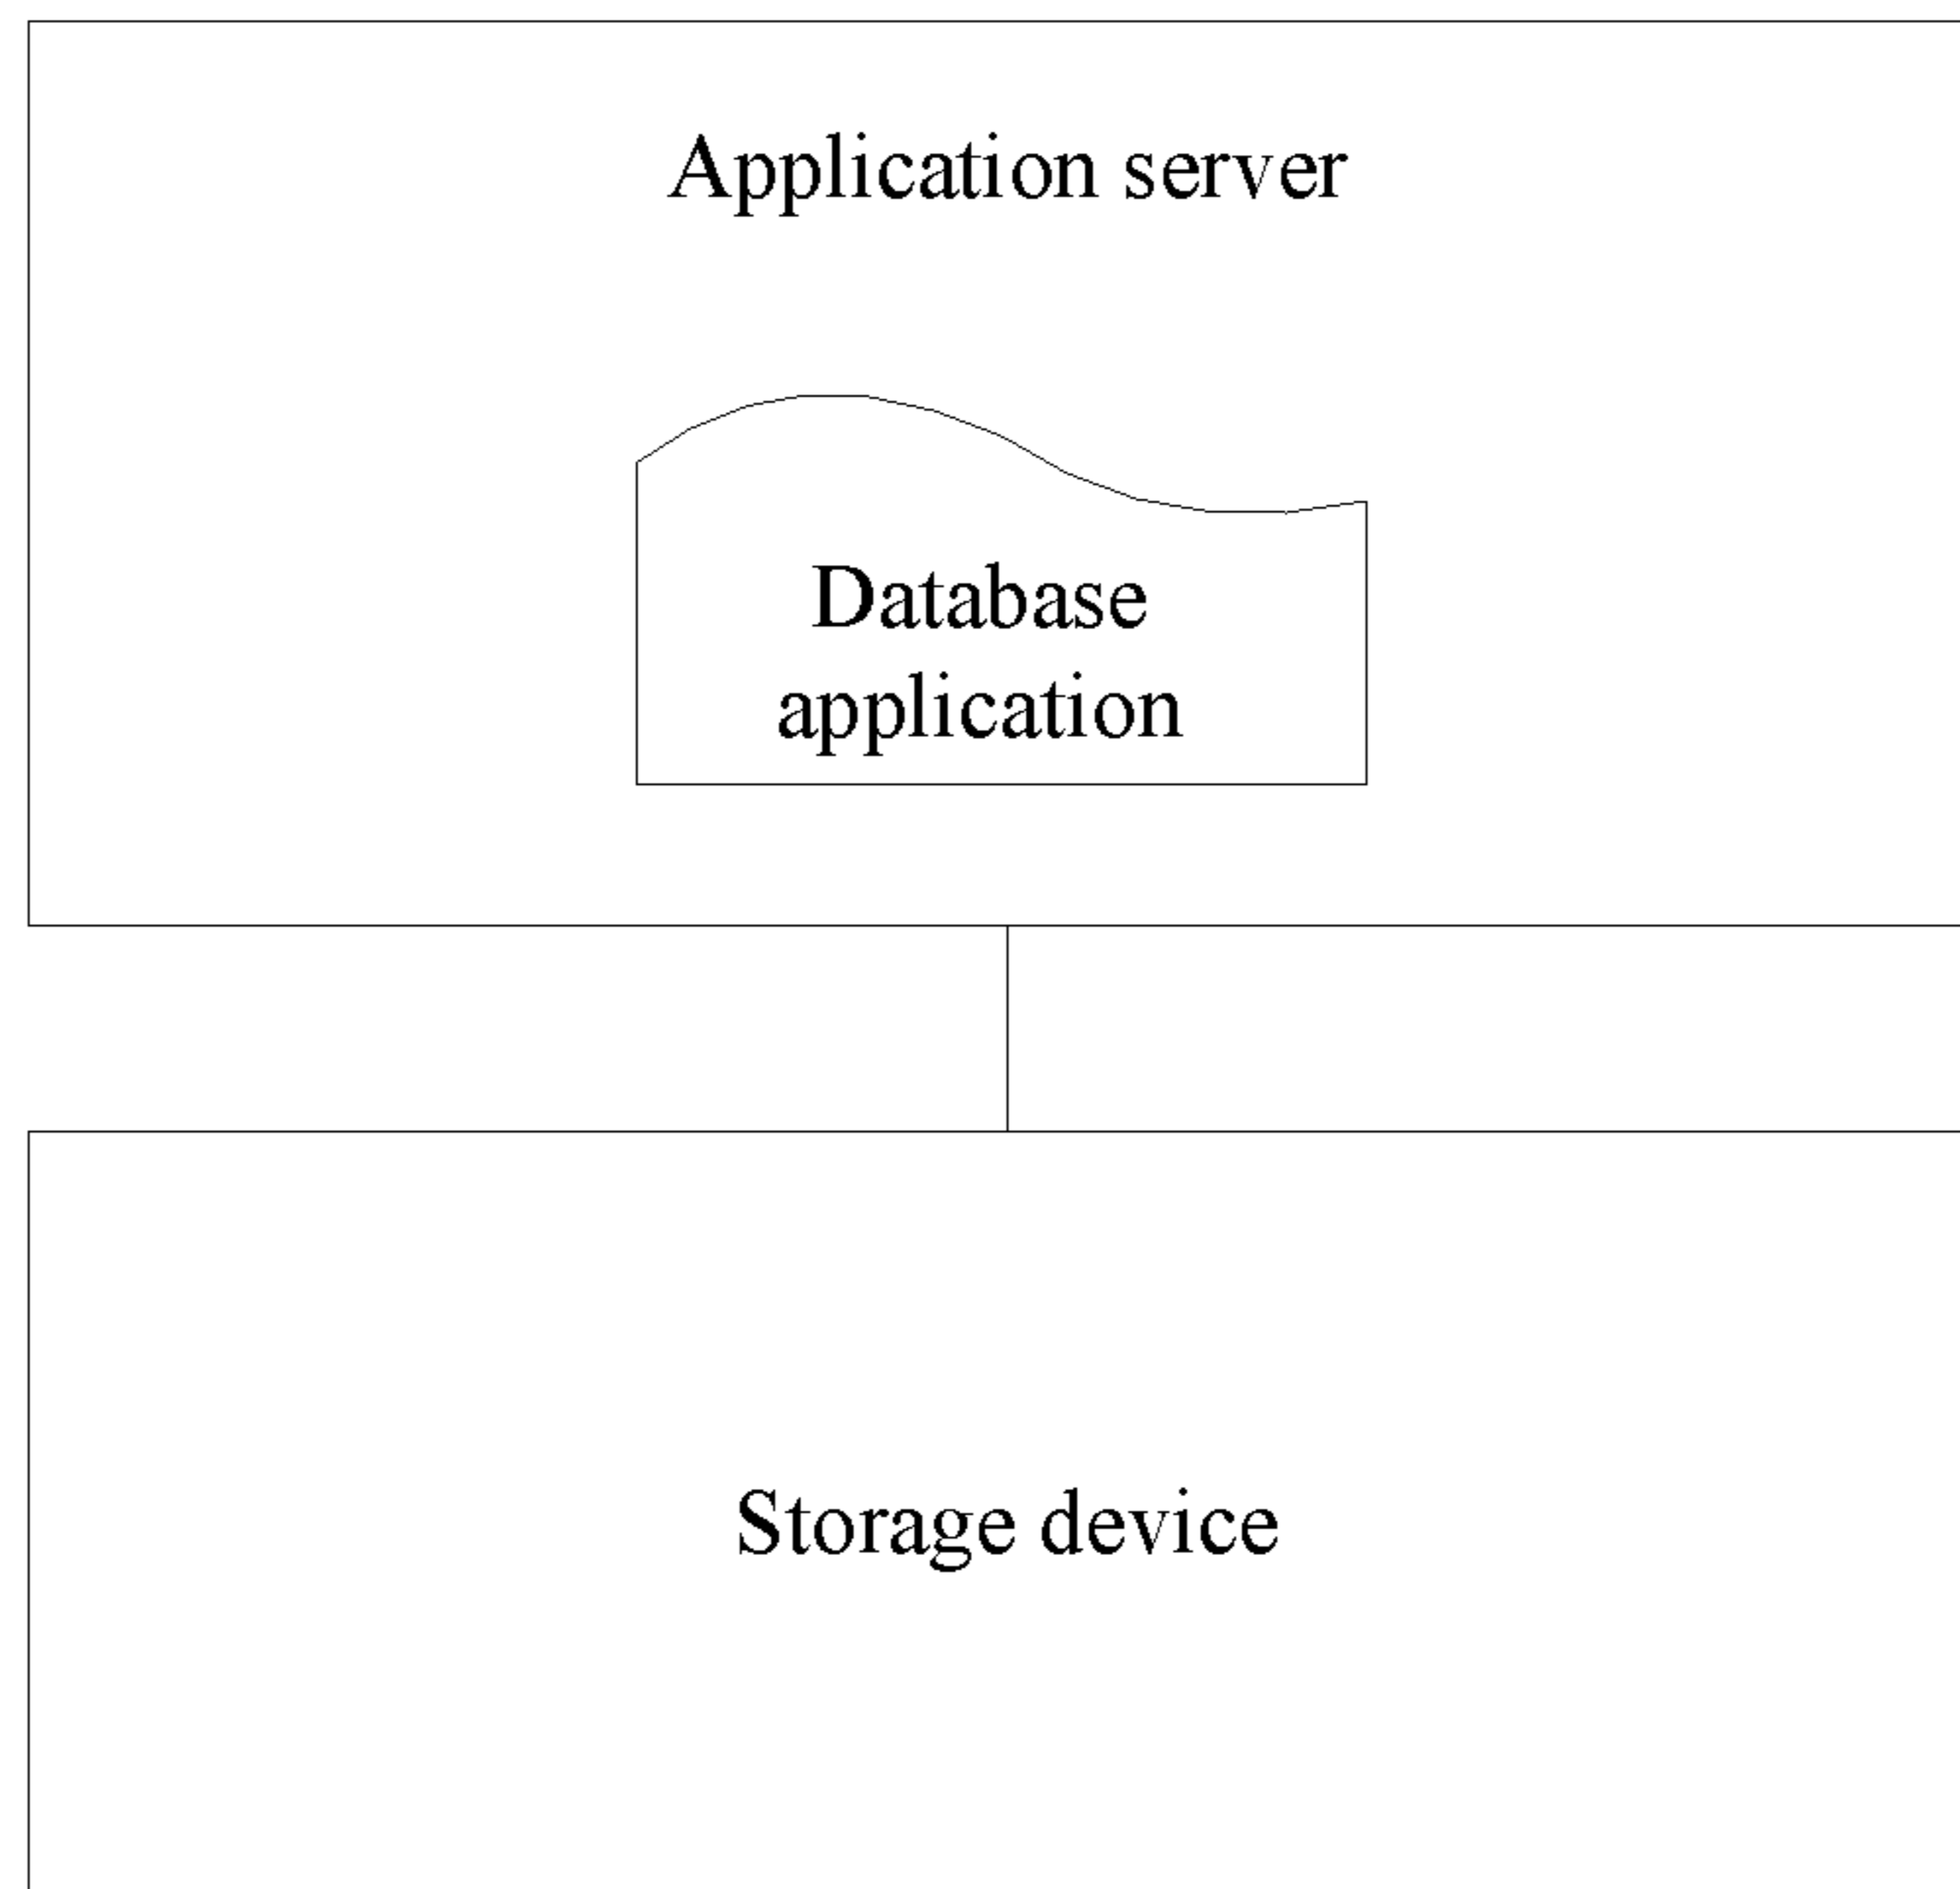 Application server
Database
application
Storage device